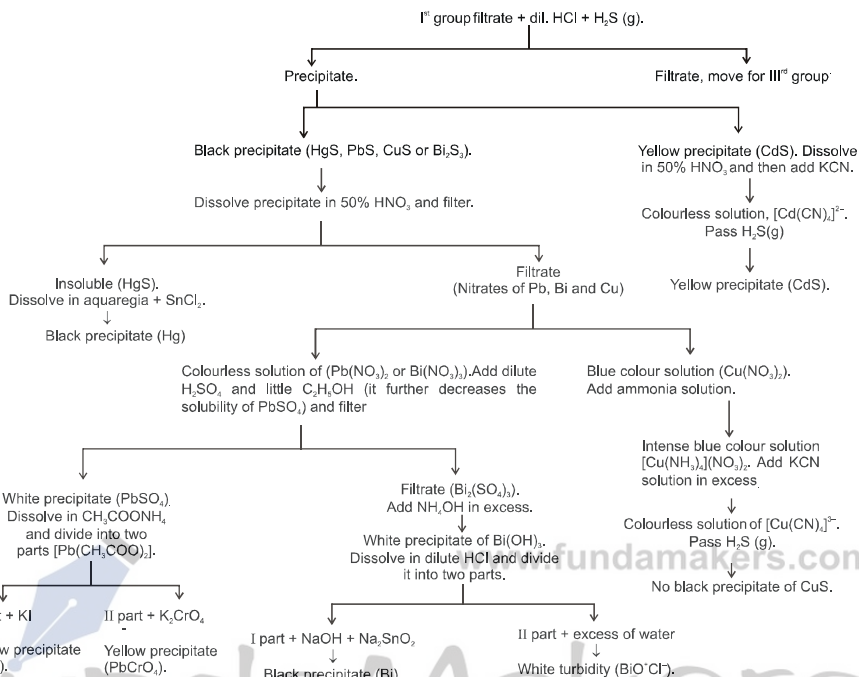 Iˢᵗ group filtrate + dil. HCl + H₂S (g).
Precipitate.
Filtrate, move for IIIʳᵈ group
Black precipitate (HgS, PbS, CuS or Bi₂S₃).
Yellow precipitate (CdS). Dissolve
in 50% HNO₃ and then add KCN.
Dissolve precipitate in 50% HNO₃ and filter.
Colourless solution, [Cd(CN)₄]²⁻.
Pass H₂S(g)
Yellow precipitate (CdS).
Insoluble (HgS).
Dissolve in aquaregia + SnCl₂.
↓
Black precipitate (Hg)
Filtrate
(Nitrates of Pb, Bi and Cu)
Colourless solution of (Pb(NO₃)₂ or Bi(NO₃)₃).Add dilute
H₂SO₄ and little C₂H₅OH (it further decreases the
solubility of PbSO₄) and filter
Blue colour solution (Cu(NO₃)₂).
Add ammonia solution.
Intense blue colour solution
[Cu(NH₃)₄](NO₃)₂. Add KCN
solution in excess
Colourless solution of [Cu(CN)₄]³⁻.
Pass H₂S (g).
No black precipitate of CuS.
White precipitate (PbSO₄)
Dissolve in CH₃COONH₄
and divide into two
parts [Pb(CH₃COO)₂].
Filtrate (Bi₂(SO₄)₃).
Add NH₄OH in excess.
White precipitate of Bi(OH)₃.
Dissolve in dilute HCl and divide
it into two parts.
www.fundamakers.com
+ KI
precipitate
II part + K₂CrO₄
Yellow precipitate
(PbCrO₄).
I part + NaOH + Na₂SnO₂
↓
Black precipitate (Bi)
II part + excess of water
↓
White turbidity (BiO⁺Cl⁻).